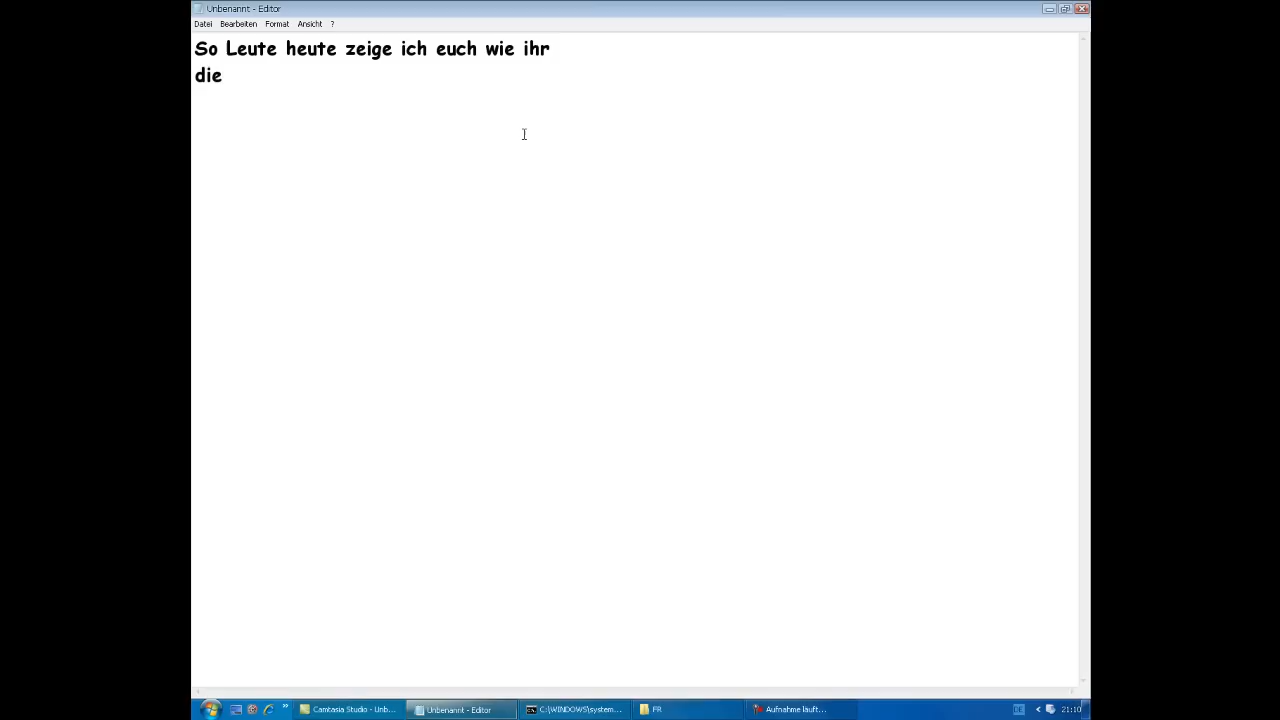 Unbenannt - Editor
Datei Bearbeiten Format Ansicht ?
So Leute heute zeige ich euch wie ihr
die
Camtasia Studio - Unb... Unbenannt - Editor C:\WINDOWS\system... FR Aufnahme läuft... DE < 21:10